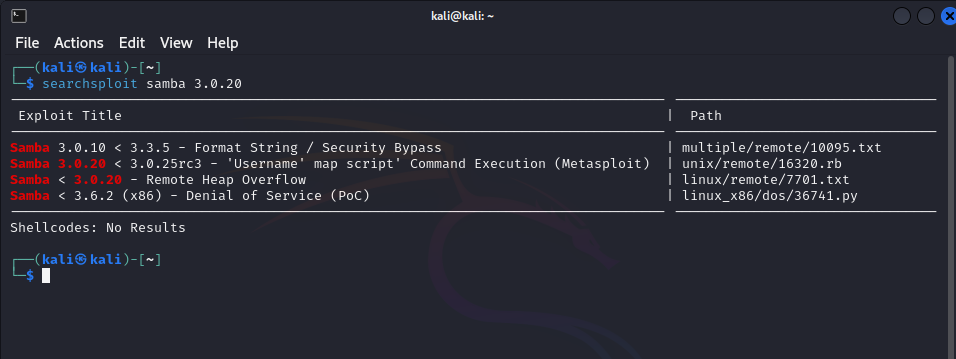 kali@kali: ~
File Actions Edit View Help
┌──(kali㉿kali)-[~]
└─$ searchsploit samba 3.0.20
Exploit Title | Path
Samba 3.0.10 < 3.3.5 - Format String / Security Bypass | multiple/remote/10095.txt
Samba 3.0.20 < 3.0.25rc3 - 'Username' map script' Command Execution (Metasploit) | unix/remote/16320.rb
Samba < 3.0.20 - Remote Heap Overflow | linux/remote/7701.txt
Samba < 3.6.2 (x86) - Denial of Service (PoC) | linux_x86/dos/36741.py
Shellcodes: No Results
┌──(kali㉿kali)-[~]
└─$